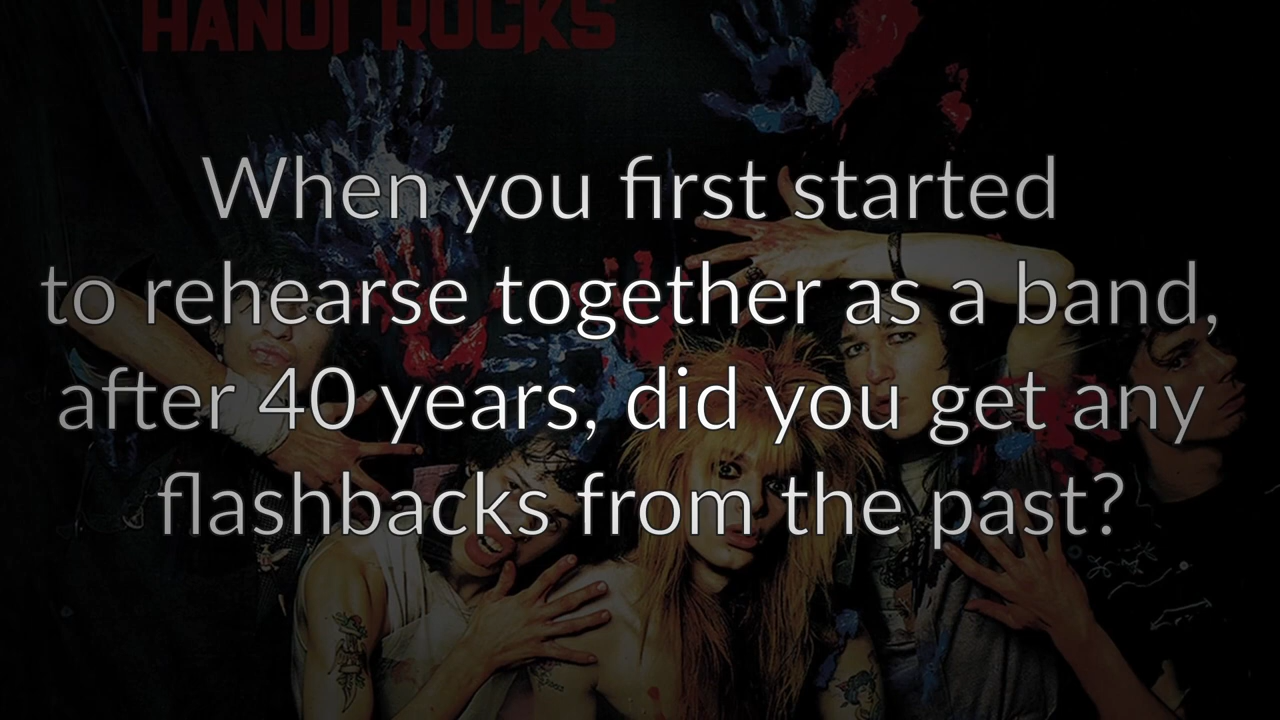 HANOI ROCKS
When you first started
to rehearse together as a band,
after 40 years, did you get any
flashbacks from the past?